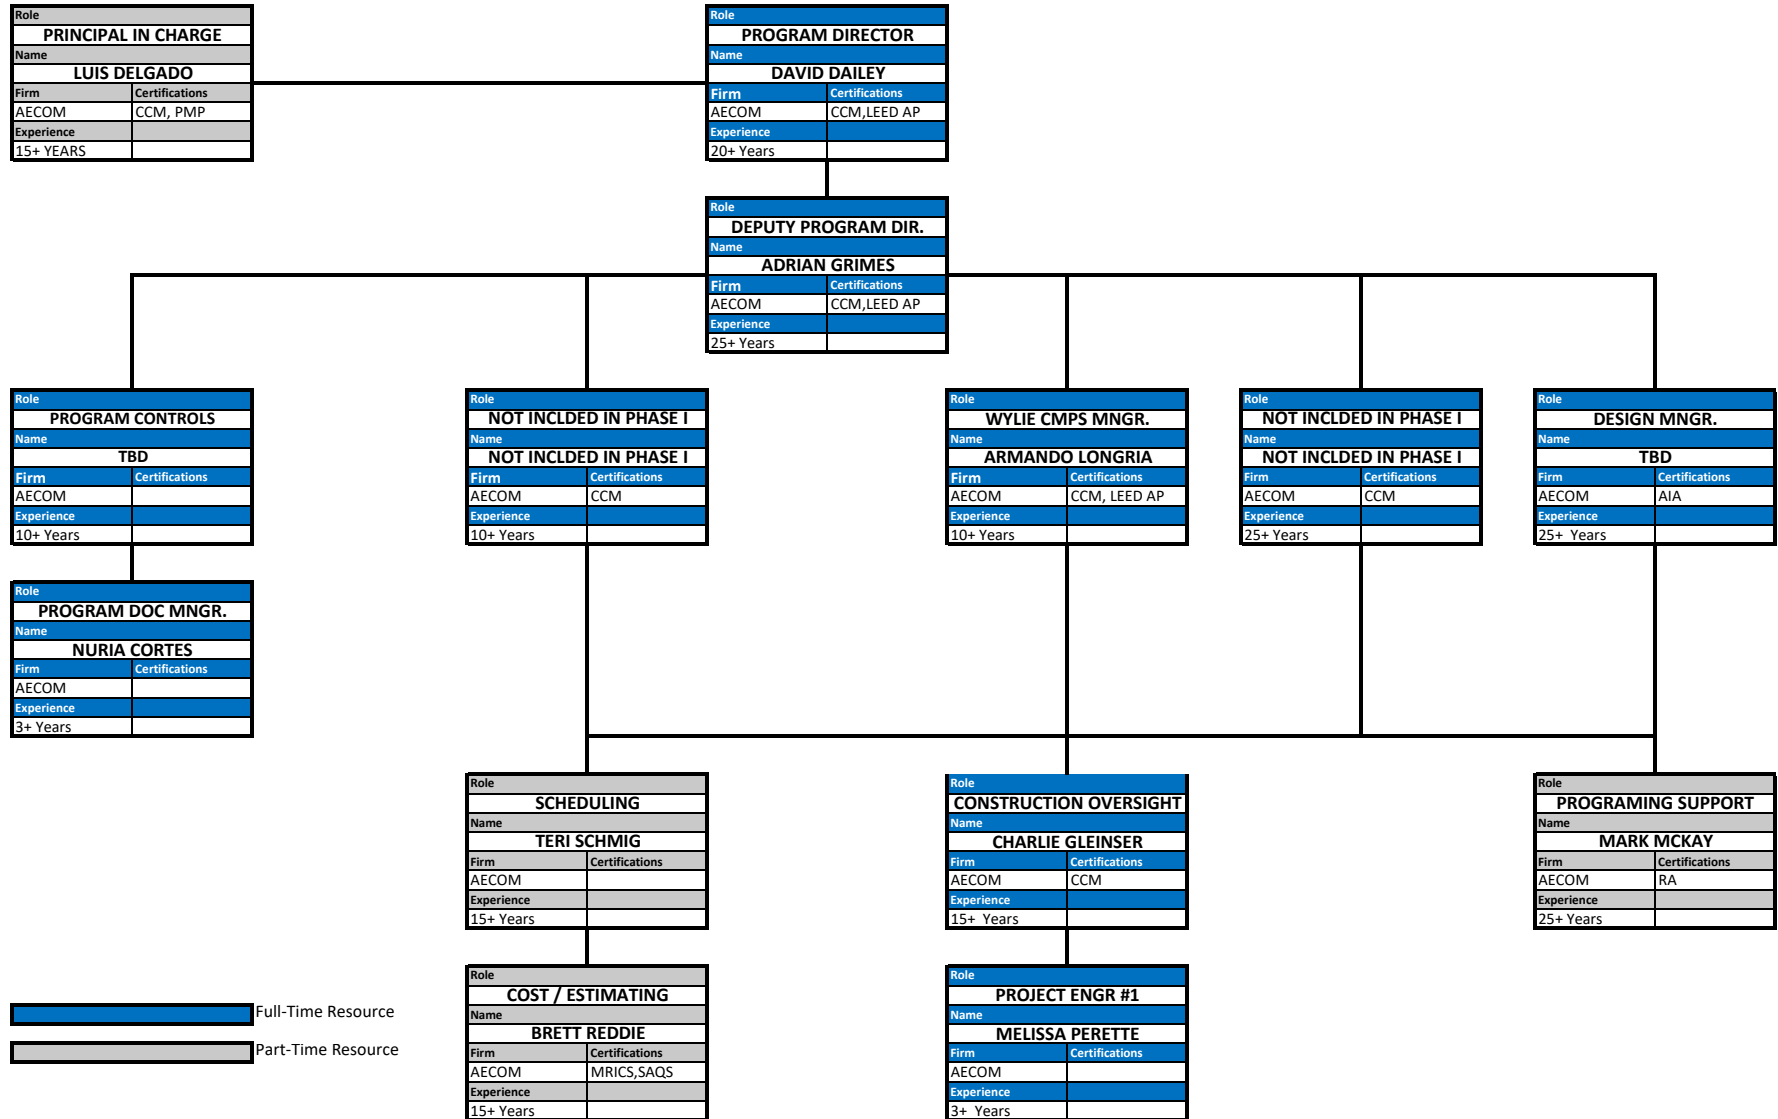 Role
PRINCIPAL IN CHARGE
Name
LUIS DELGADO
Firm Certifications
AECOM CCM, PMP
Experience
15+ YEARS
Role
PROGRAM DIRECTOR
Name
DAVID DAILEY
Firm Certifications
AECOM CCM,LEED AP
Experience
20+ Years
Role
DEPUTY PROGRAM DIR.
Name
ADRIAN GRIMES
Firm Certifications
AECOM CCM,LEED AP
Experience
25+ Years
Role
PROGRAM CONTROLS
Name
TBD
Firm Certifications
AECOM
Experience
10+ Years
Role
NOT INCLDED IN PHASE I
Name
NOT INCLDED IN PHASE I
Firm Certifications
AECOM CCM
Experience
10+ Years
Role
WYLIE CMPS MNGR.
Name
ARMANDO LONGRIA
Firm Certifications
AECOM CCM, LEED AP
Experience
10+ Years
Role
NOT INCLDED IN PHASE I
Name
NOT INCLDED IN PHASE I
Firm Certifications
AECOM CCM
Experience
25+ Years
Role
DESIGN MNGR.
Name
TBD
Firm Certifications
AECOM AIA
Experience
25+ Years
Role
PROGRAM DOC MNGR.
Name
NURIA CORTES
Firm Certifications
AECOM
Experience
3+ Years
Role
SCHEDULING
Name
TERI SCHMIG
Firm Certifications
AECOM
Experience
15+ Years
Role
CONSTRUCTION OVERSIGHT
Name
CHARLIE GLEINSER
Firm Certifications
AECOM CCM
Experience
15+ Years
Role
PROGRAMING SUPPORT
Name
MARK MCKAY
Firm Certifications
AECOM RA
Experience
25+ Years
Role
COST / ESTIMATING
Name
BRETT REDDIE
Firm Certifications
AECOM MRICS,SAQS
Experience
15+ Years
Role
PROJECT ENGR #1
Name
MELISSA PERETTE
Firm Certifications
AECOM
Experience
3+ Years
Full-Time Resource
Part-Time Resource